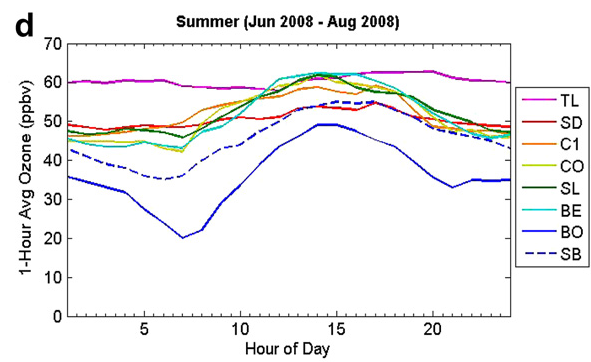 d
Summer (Jun 2008 - Aug 2008)
70
60
50
40
30
20
10
0
1-Hour Avg Ozone (ppbv)
5
10
15
20
Hour of Day
TL
SD
C1
CO
SL
BE
BO
SB